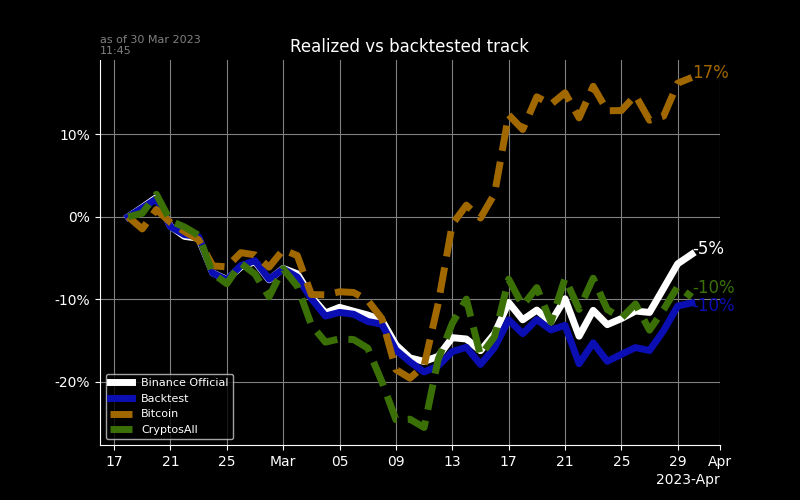 as of 30 Mar 2023
11:45
Realized vs backtested track
17%
10%
0%
-5%
-10%
-10%
-10%
-20%
Binance Official
Backtest
Bitcoin
CryptosAll
17 21 25 Mar 05 09 13 17 21 25 29 Apr
2023-Apr